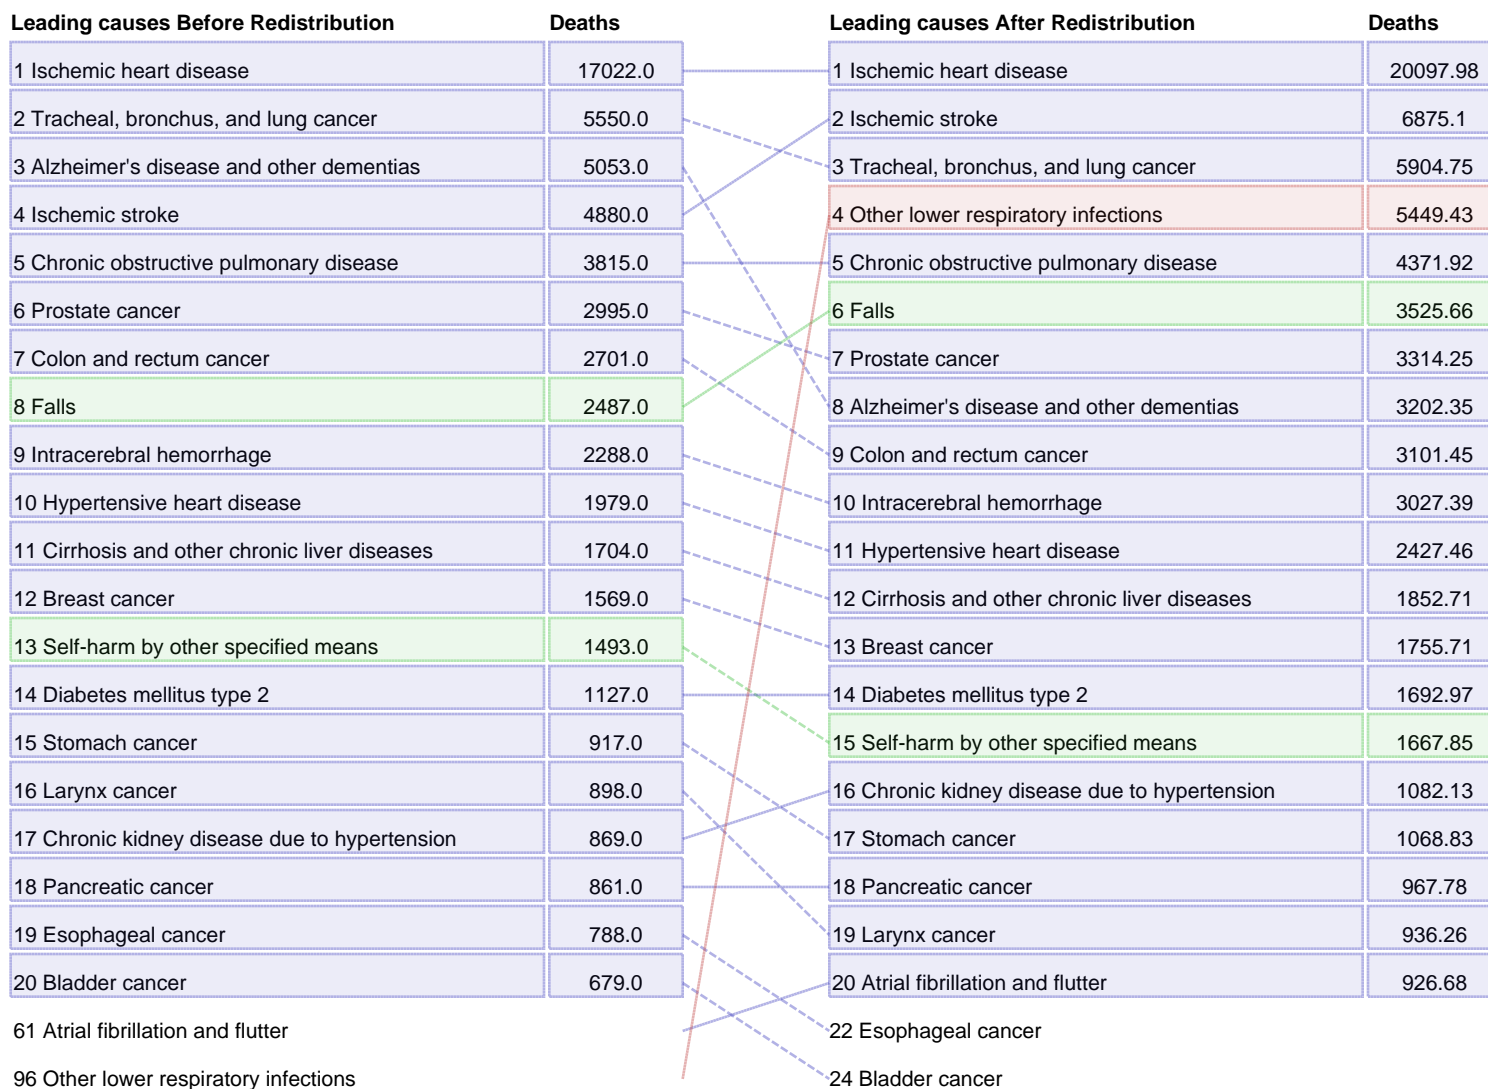 Leading causes Before Redistribution Deaths Leading causes After Redistribution Deaths
1 Ischemic heart disease 17022.0 1 Ischemic heart disease 20097.98
2 Tracheal, bronchus, and lung cancer 5550.0 2 Ischemic stroke 6875.1
3 Alzheimer's disease and other dementias 5053.0 3 Tracheal, bronchus, and lung cancer 5904.75
4 Ischemic stroke 4880.0 4 Other lower respiratory infections 5449.43
5 Chronic obstructive pulmonary disease 3815.0 5 Chronic obstructive pulmonary disease 4371.92
6 Prostate cancer 2995.0 6 Falls 3525.66
7 Colon and rectum cancer 2701.0 7 Prostate cancer 3314.25
8 Falls 2487.0 8 Alzheimer's disease and other dementias 3202.35
9 Intracerebral hemorrhage 2288.0 9 Colon and rectum cancer 3101.45
10 Hypertensive heart disease 1979.0 10 Intracerebral hemorrhage 3027.39
11 Cirrhosis and other chronic liver diseases 1704.0 11 Hypertensive heart disease 2427.46
12 Breast cancer 1569.0 12 Cirrhosis and other chronic liver diseases 1852.71
13 Self-harm by other specified means 1493.0 13 Breast cancer 1755.71
14 Diabetes mellitus type 2 1127.0 14 Diabetes mellitus type 2 1692.97
15 Stomach cancer 917.0 15 Self-harm by other specified means 1667.85
16 Larynx cancer 898.0 16 Chronic kidney disease due to hypertension 1082.13
17 Chronic kidney disease due to hypertension 869.0 17 Stomach cancer 1068.83
18 Pancreatic cancer 861.0 18 Pancreatic cancer 967.78
19 Esophageal cancer 788.0 19 Larynx cancer 936.26
20 Bladder cancer 679.0 20 Atrial fibrillation and flutter 926.68
61 Atrial fibrillation and flutter 22 Esophageal cancer
96 Other lower respiratory infections 24 Bladder cancer